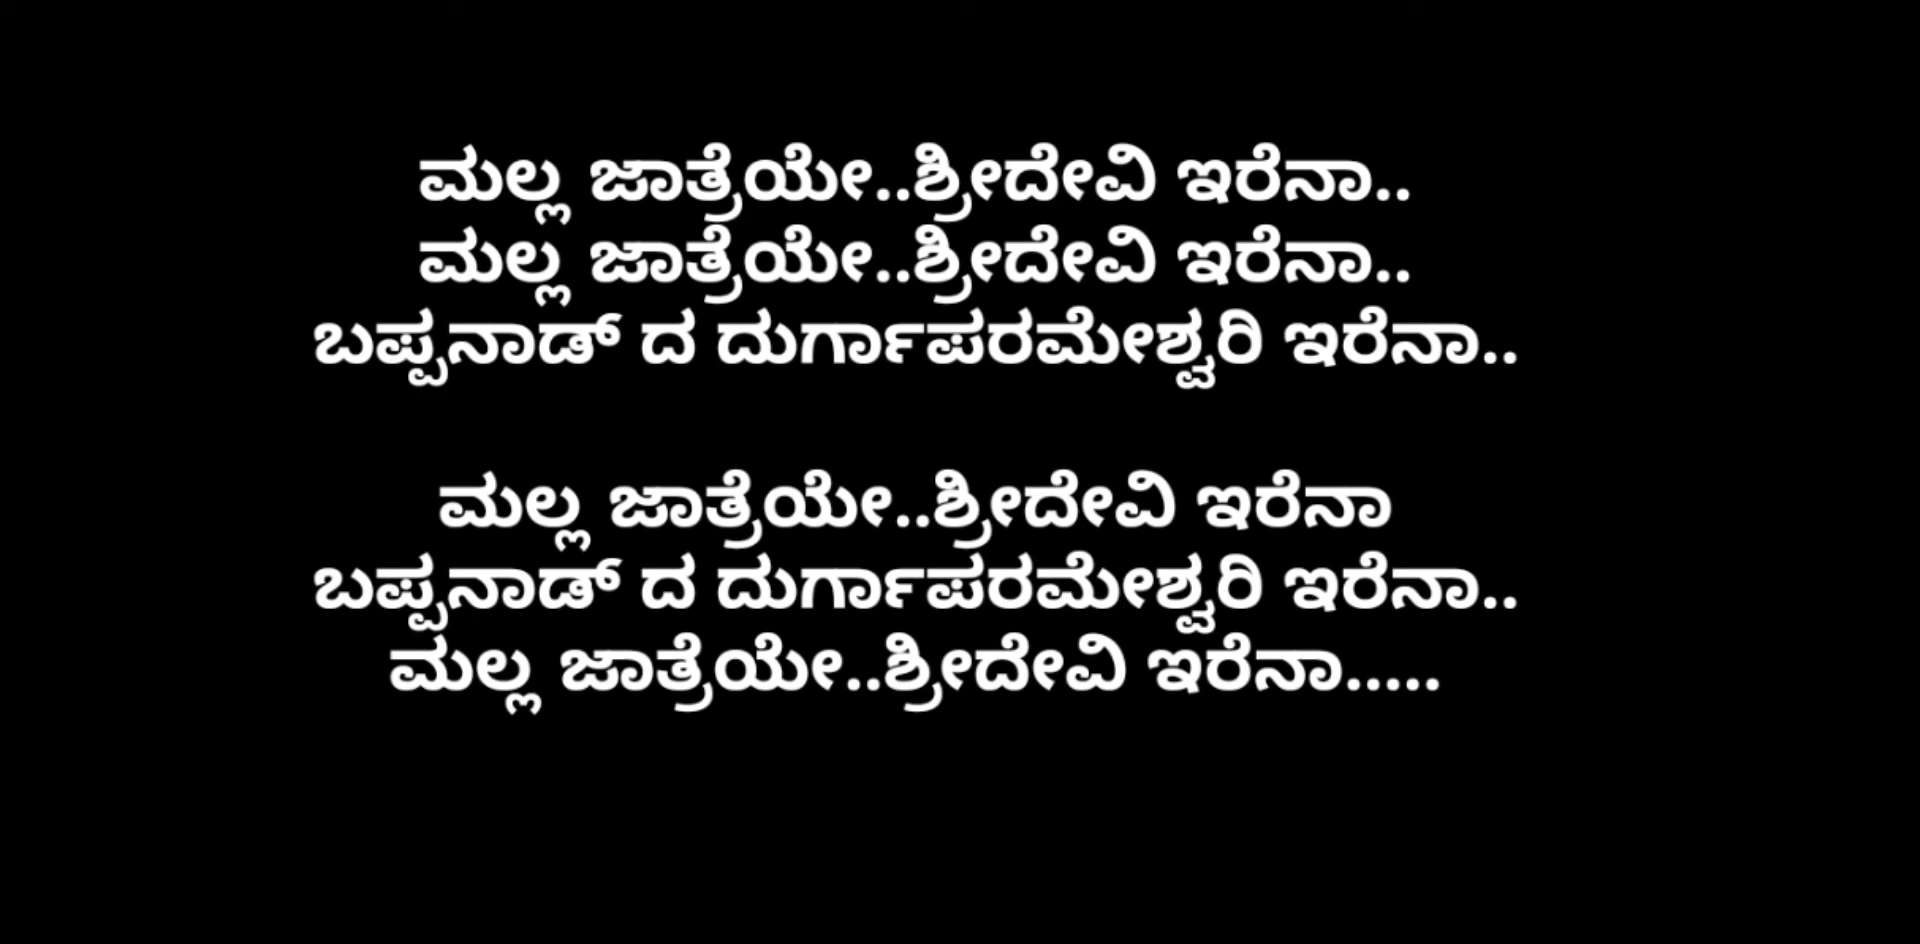 ಮಲ್ಲ ಜಾತ್ರೆಯೇ..ಶ್ರೀದೇವಿ ಇರೆನಾ..
ಮಲ್ಲ ಜಾತ್ರೆಯೇ..ಶ್ರೀದೇವಿ ಇರೆನಾ..
ಬಪ್ಪನಾಡ್ ದ ದುರ್ಗಾಪರಮೇಶ್ವರಿ ಇರೆನಾ..
ಮಲ್ಲ ಜಾತ್ರೆಯೇ..ಶ್ರೀದೇವಿ ಇರೆನಾ
ಬಪ್ಪನಾಡ್ ದ ದುರ್ಗಾಪರಮೇಶ್ವರಿ ಇರೆನಾ..
ಮಲ್ಲ ಜಾತ್ರೆಯೇ..ಶ್ರೀದೇವಿ ಇರೆನಾ.....